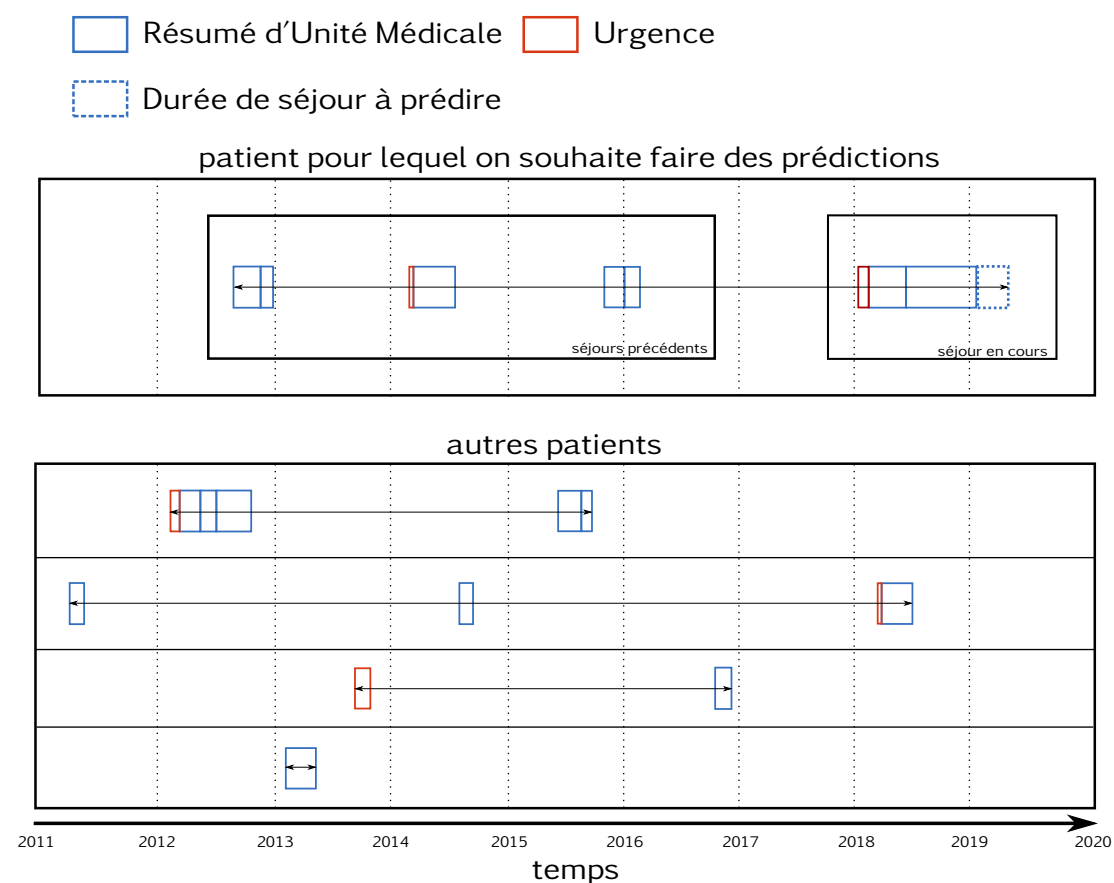 Résumé d'Unité Médicale Urgence
Durée de séjour à prédire
patient pour lequel on souhaite faire des prédictions
séjours précédents
séjour en cours
autres patients
2011 2012 2013 2014 2015 2016 2017 2018 2019 2020
temps